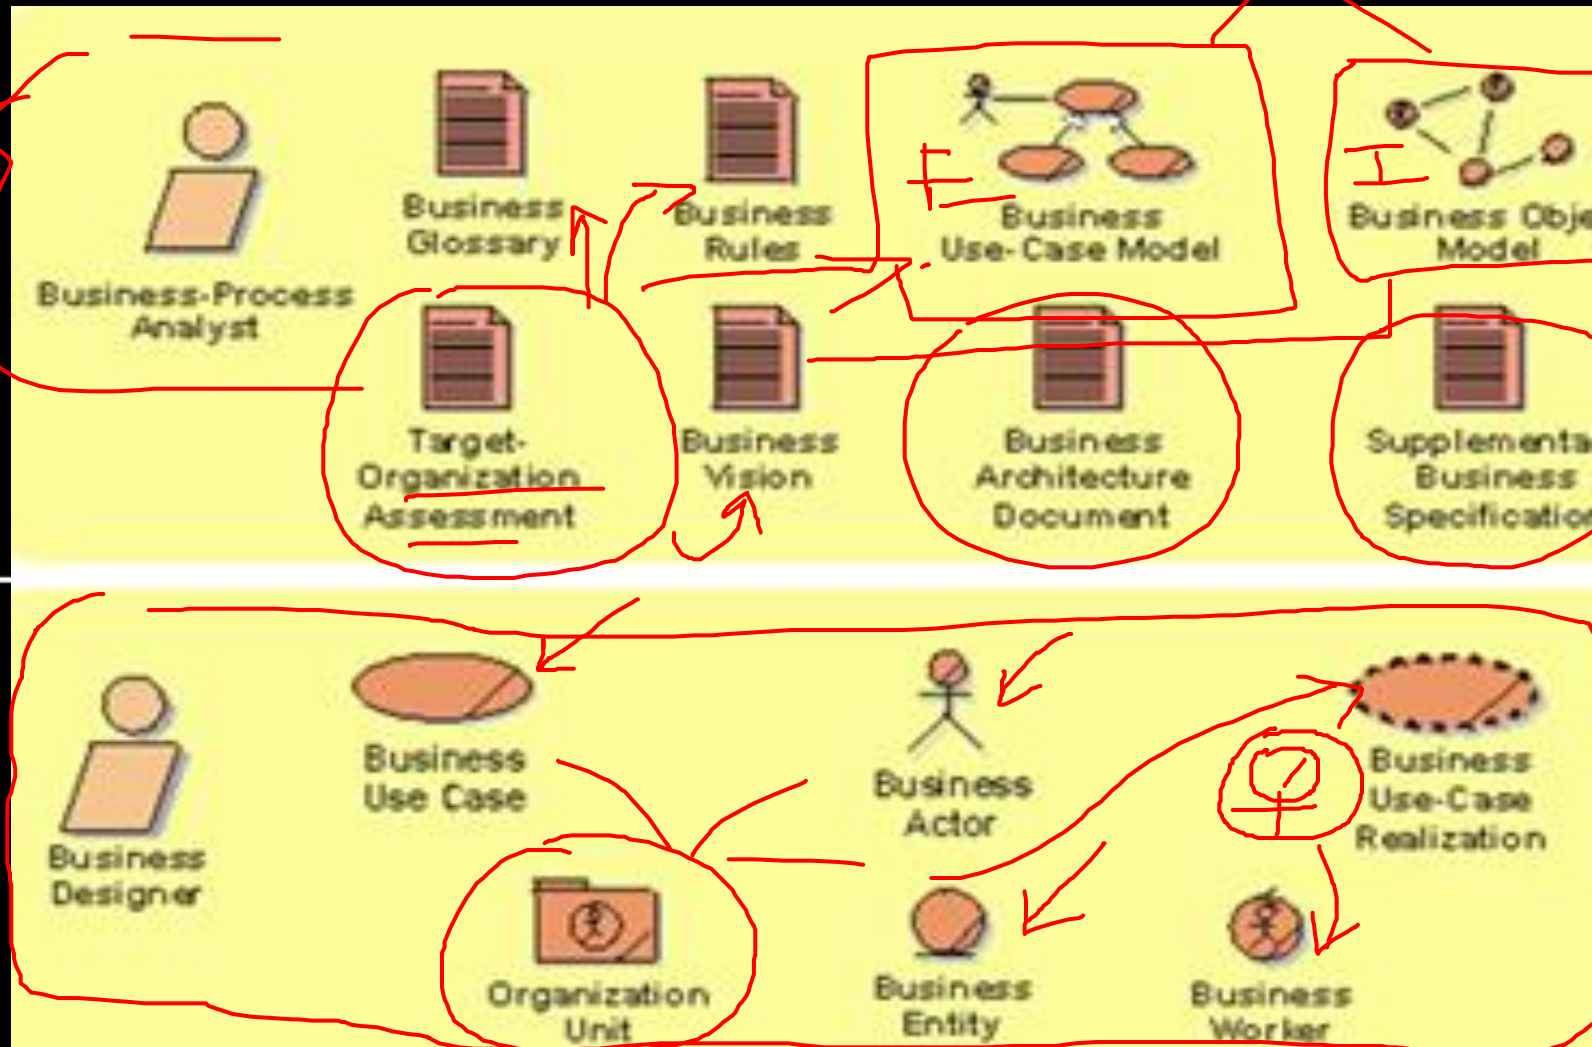 Business-Process
Analyst
Business
Glossary
Business
Rules
E
Business
Use-Case Model
I
Business Obje
Model
Target-
Organization
Assessment
Business
Vision
Business
Architecture
Document
Supplementa
Business
Specification
Business
Designer
Business
Use Case
Business
Actor
Business
Use-Case
Realization
Organization
Unit
Business
Entity
Business
Worker